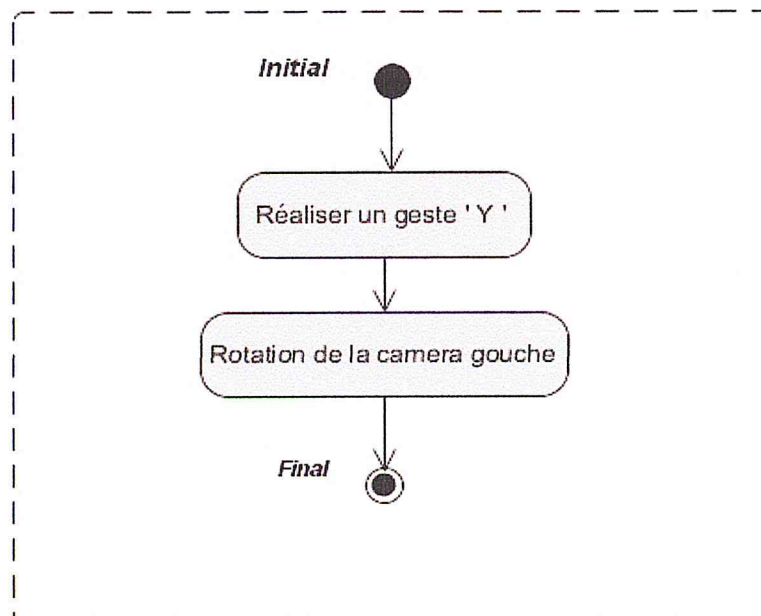 Initial
Réaliser un geste ' Y '
Rotation de la camera gouche
Final